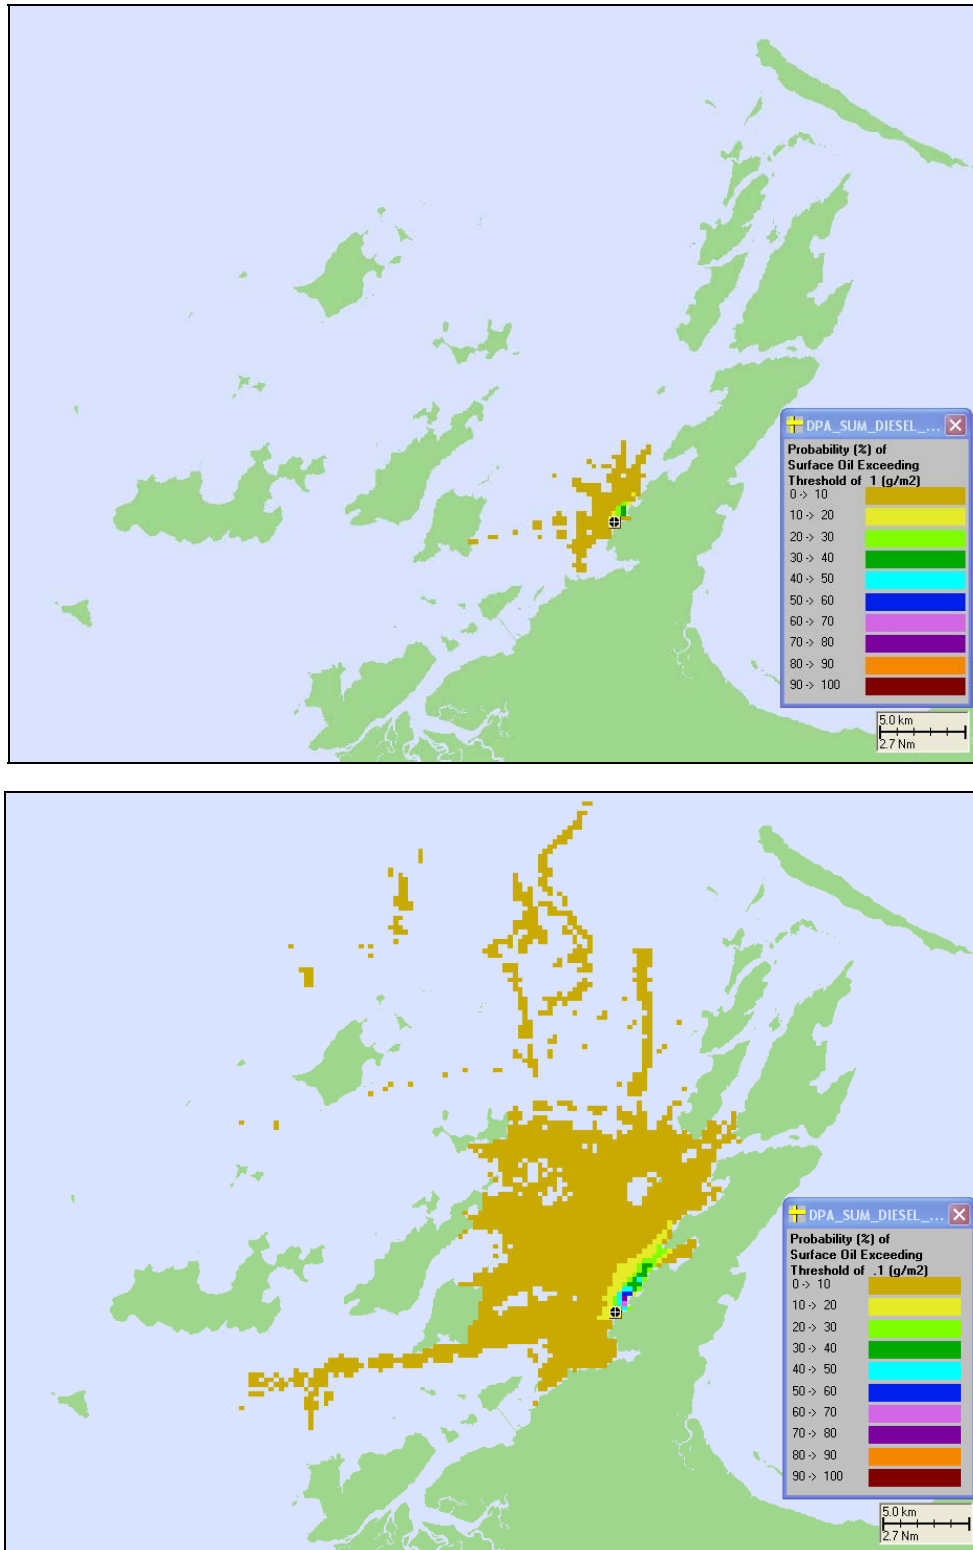 DPA_SUM_DIESEL_...
Probability (%) of
Surface Oil Exceeding
Threshold of 1 (g/m2)
0 -> 10
10 -> 20
20 -> 30
30 -> 40
40 -> 50
50 -> 60
60 -> 70
70 -> 80
80 -> 90
90 -> 100
5.0 km
2.7 Nm
DPA_SUM_DIESEL_...
Probability (%) of
Surface Oil Exceeding
Threshold of .1 (g/m2)
0 -> 10
10 -> 20
20 -> 30
30 -> 40
40 -> 50
50 -> 60
60 -> 70
70 -> 80
80 -> 90
90 -> 100
5.0 km
2.7 Nm